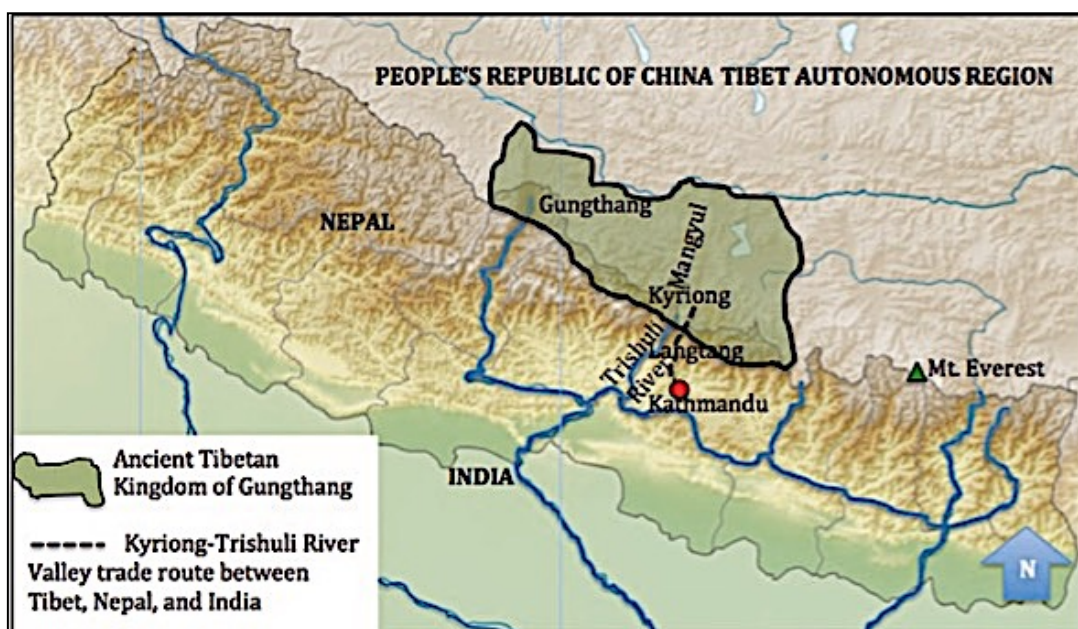 PEOPLE'S REPUBLIC OF CHINA TIBET AUTONOMOUS REGION
Gungthang
NEPAL
Mangyul
Kyriong
Trishuli
River
Langtang
Mt. Everest
Kathmandu
INDIA
Ancient Tibetan
Kingdom of Gungthang
Kyriong-Trishuli River
Valley trade route between
Tibet, Nepal, and India
N